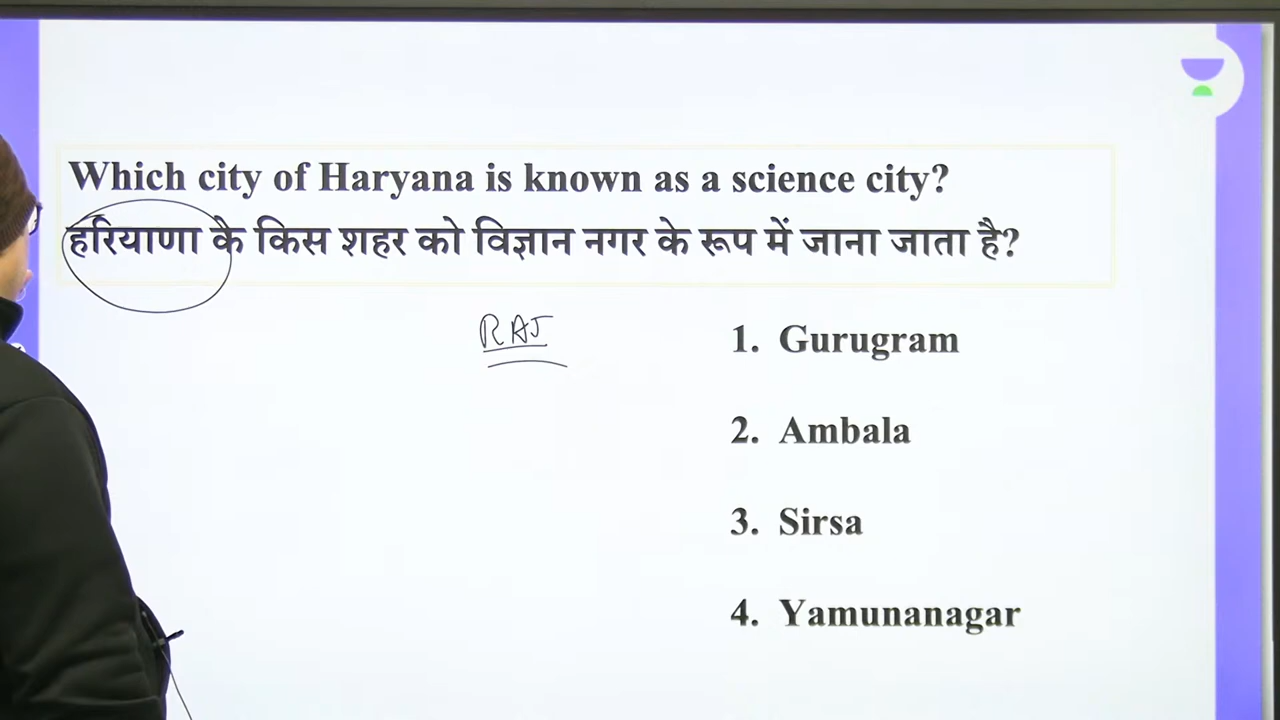 Which city of Haryana is known as a science city?
हरियाणा के किस शहर को विज्ञान नगर के रूप में जाना जाता है?
RAJ
1. Gurugram
2. Ambala
3. Sirsa
4. Yamunanagar